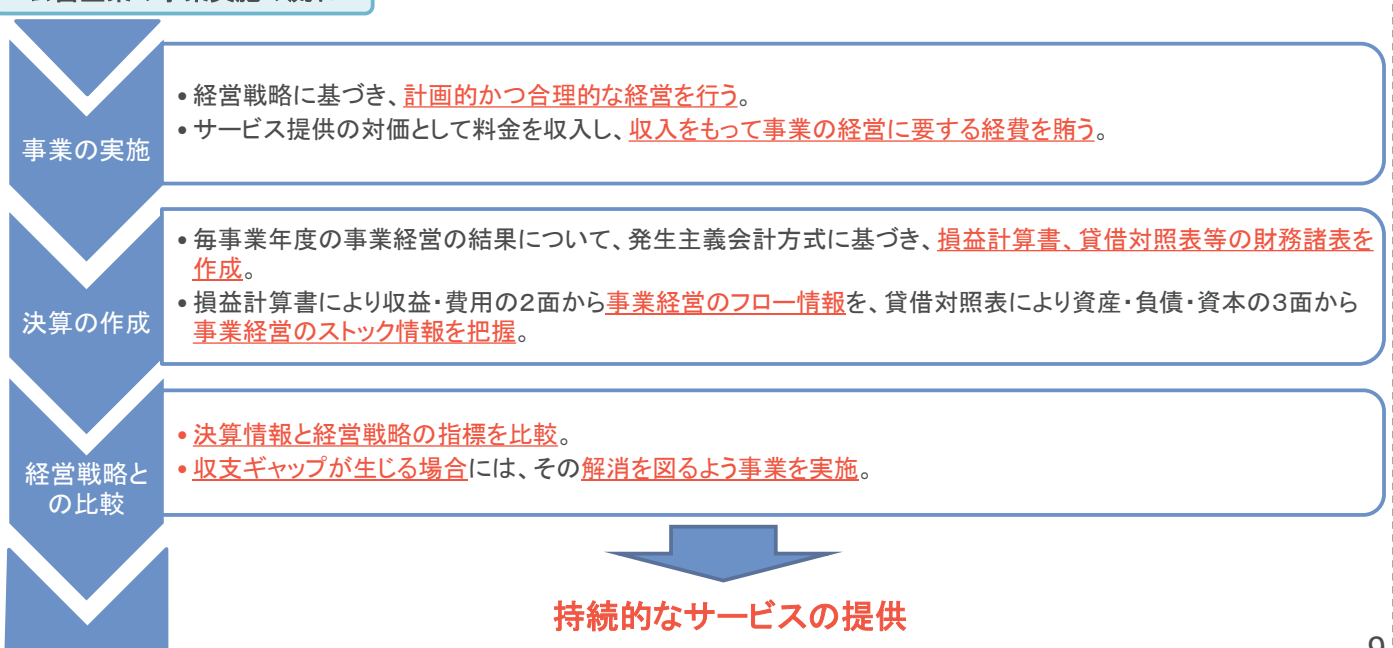 • 経営戦略に基づき、計画的かつ合理的な経営を行う。
• サービス提供の対価として料金を収入し、収入をもって事業の経営に要する経費を賄う。
事業の実施
• 毎事業年度の事業経営の結果について、発生主義会計方式に基づき、損益計算書、貸借対照表等の財務諸表を
作成。
• 損益計算書により収益・費用の2面から事業経営のフロー情報を、貸借対照表により資産・負債・資本の3面から
事業経営のストック情報を把握。
決算の作成
• 決算情報と経営戦略の指標を比較。
• 収支ギャップが生じる場合には、その解消を図るよう事業を実施。
経営戦略と
の比較
持続的なサービスの提供